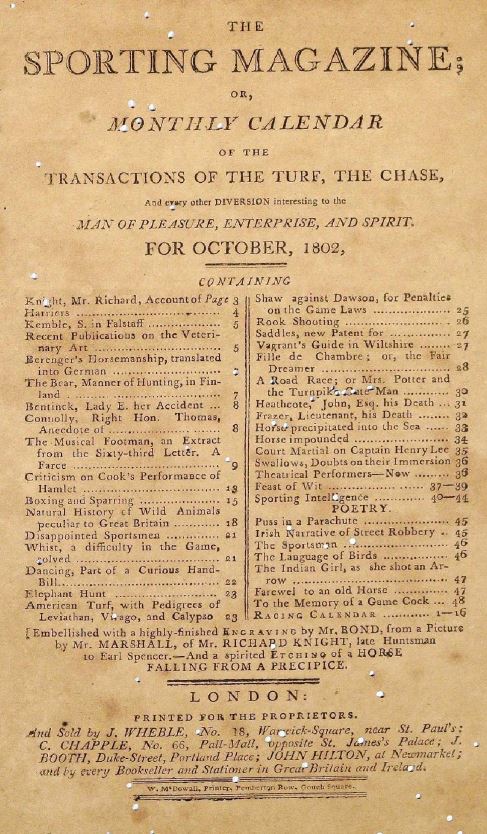 THE
SPORTING MAGAZINE;
OR,
MONTHLY CALENDAR
OF THE
TRANSACTIONS OF THE TURF, THE CHASE,
And every other DIVERSION interesting to the
MAN OF PLEASURE, ENTERPRISE, AND SPIRIT.
FOR OCTOBER, 1802,
CONTAINING
Knight, Mr. Richard, Account of Page 3
Harriers 4
Kemble, S. in Falstaff 5
Recent Publications on the Veteri-
nary Art 5
Berenger's Horsemanship, translated
into German
The Bear, Manner of Hunting, in Fin-
land 7
Bentinck, Lady E. her Accident 8
Connolly, Right Hon. Thomas,
Anecdote of 8
The Musical Footman, an Extract
from the Sixty-third Letter. A
Farce 9
Criticism on Cook's Performance of
Hamlet 13
Boxing and Sparring 15
Natural History of Wild Animals
peculiar to Great Britain 18
Disappointed Sportsmen 21
Whist, a difficulty in the Game,
solved 21
Dancing, Part of a Curious Hand-
Bill 22
Elephant Hunt 23
American Turf, with Pedigrees of
Leviathan, Virago, and Calypso 23
Shaw against Dawson, for Penalties
on the Game Laws 25
Rook Shooting 26
Saddles, new Patent for 27
Vagrant's Guide in Wiltshire 27
Fille de Chambre; or, the Fair
Dreamer 28
A Road Race; or Mrs. Potter and
the Turnpike-Gate Man 30
Heathcote, John, Esq. his Death 31
Frazer, Lieutenant, his Death 32
Horse precipitated into the Sea 33
Horse impounded 34
Court Martial on Captain Henry Lee 35
Swallows, Doubts on their Immersion 36
Theatrical Performers—Now 36
Feast of Wit 37—39
Sporting Intelligence 40—44
POETRY.
Puss in a Parachute 45
Irish Narrative of Street Robbery 45
The Sportsman 46
The Language of Birds 46
The Indian Girl, as she shot an Ar-
row 47
Farewel to an old Horse 47
To the Memory of a Game Cock 48
RACING CALENDAR 1—16
[Embellished with a highly-finished ENGRAVING by Mr. BOND, from a Picture
by Mr. MARSHALL, of Mr. RICHARD KNIGHT, late Huntsman
to Earl Spencer.—And a spirited ETCHING of a HORSE
FALLING FROM A PRECIPICE.
LONDON:
PRINTED FOR THE PROPRIETORS.
And Sold by J. WHEBLE, No. 18, Warwick-Square, near St. Paul's;
C. CHAPPLE, No. 66, Pall-Mall, opposite St. James's Palace; J.
BOOTH, Duke-Street, Portland Place; JOHN HILTON, at Newmarket;
and by every Bookseller and Stationer in Great Britain and Ireland.
W. McDowall, Printer, Pemberton Row, Gough Square.